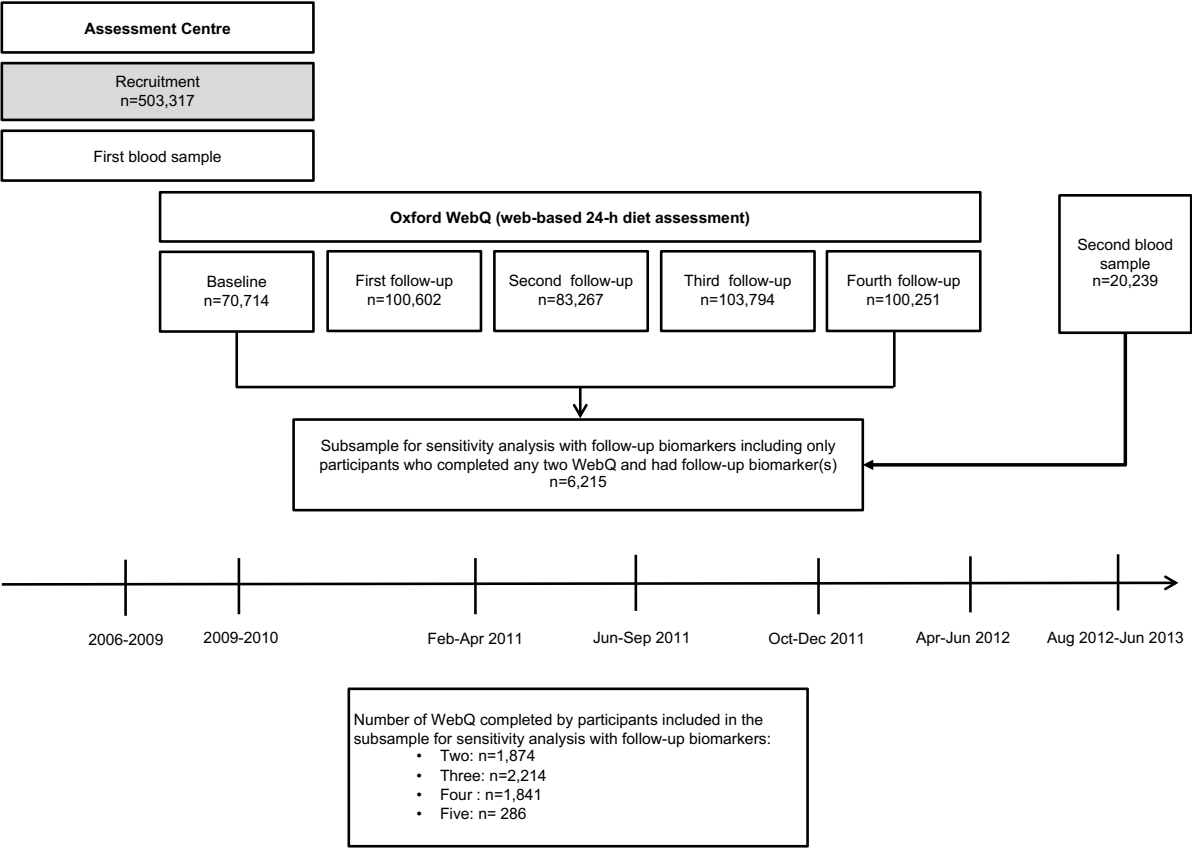 Assessment Centre
Recruitment
n=503,317
First blood sample
Oxford WebQ (web-based 24-h diet assessment)
Baseline
n=70,714
First follow-up
n=100,602
Second follow-up
n=83,267
Third follow-up
n=103,794
Fourth follow-up
n=100,251
Second blood
sample
n=20,239
Subsample for sensitivity analysis with follow-up biomarkers including only
participants who completed any two WebQ and had follow-up biomarker(s)
n=6,215
2006-2009
2009-2010
Feb-Apr 2011
Jun-Sep 2011
Oct-Dec 2011
Apr-Jun 2012
Aug 2012-Jun 2013
Number of WebQ completed by participants included in the
subsample for sensitivity analysis with follow-up biomarkers:
• Two: n=1,874
• Three: n=2,214
• Four : n=1,841
• Five: n= 286